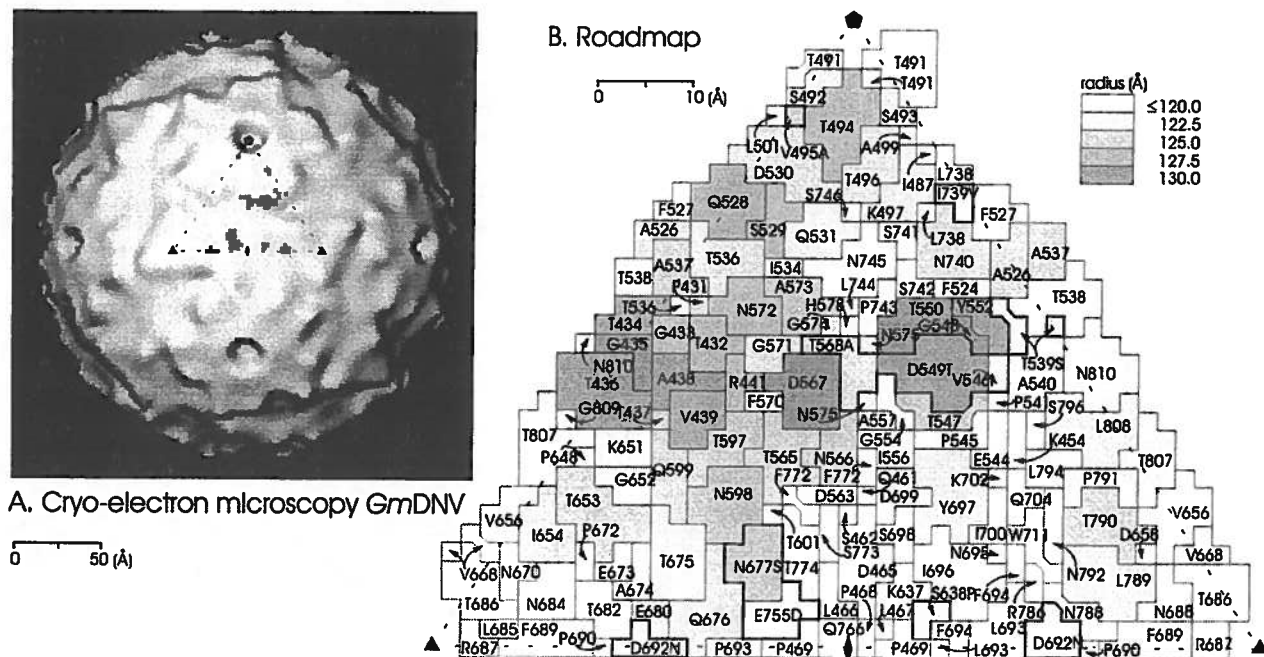 B. Roadmap
0 10 (Å)
radius (Å)
≤120.0
122.5
125.0
127.5
130.0
A. Cryo-electron microscopy GmDNV
0 50 (Å)
T491 T491
T491
S492 S493
T494
L501 V495A A499
D530
T496 I487 L738
S746 I739V
Q528 K497 F527
F527
A526 S529 Q531 S741 L738
A537
T536 N745 N740
A537 I534 A526
T538 P431 A573 L744 S742 F524 T538
T536 N572 H578 P743 T550 Y552
T434 G433 G578 N575
G435 T432 G571 T568A T539S
N810 D549T N810
T436 A438 R441 D567 V546 A540
G809 F570 N575 P541 S796
T437 V439 A557 T547 L808
T807 K651 T597 G554 P545 K454
P648 T565 N566 I556 E544 T807
G652 Q599 F772 F772 Q461 K702 L794 P791
T653 N598 D563 D699 Y697 Q704
V656 T790 V656
I654 P672 T601 S462 S698 I700 W711 D658
S773 N695 V668
V668 N670 E673 T675 N677S T774 D465 I696 N792 L789
A674 P468 K637 S638P F694
T686 N684 T682 E680 Q676 E755D L466 L467 R786 N788 N688 T686
L685 F689 P690 Q766 F694 L693 F689
R687 D692N P693 P469 P469 L693 D692N P690 R687